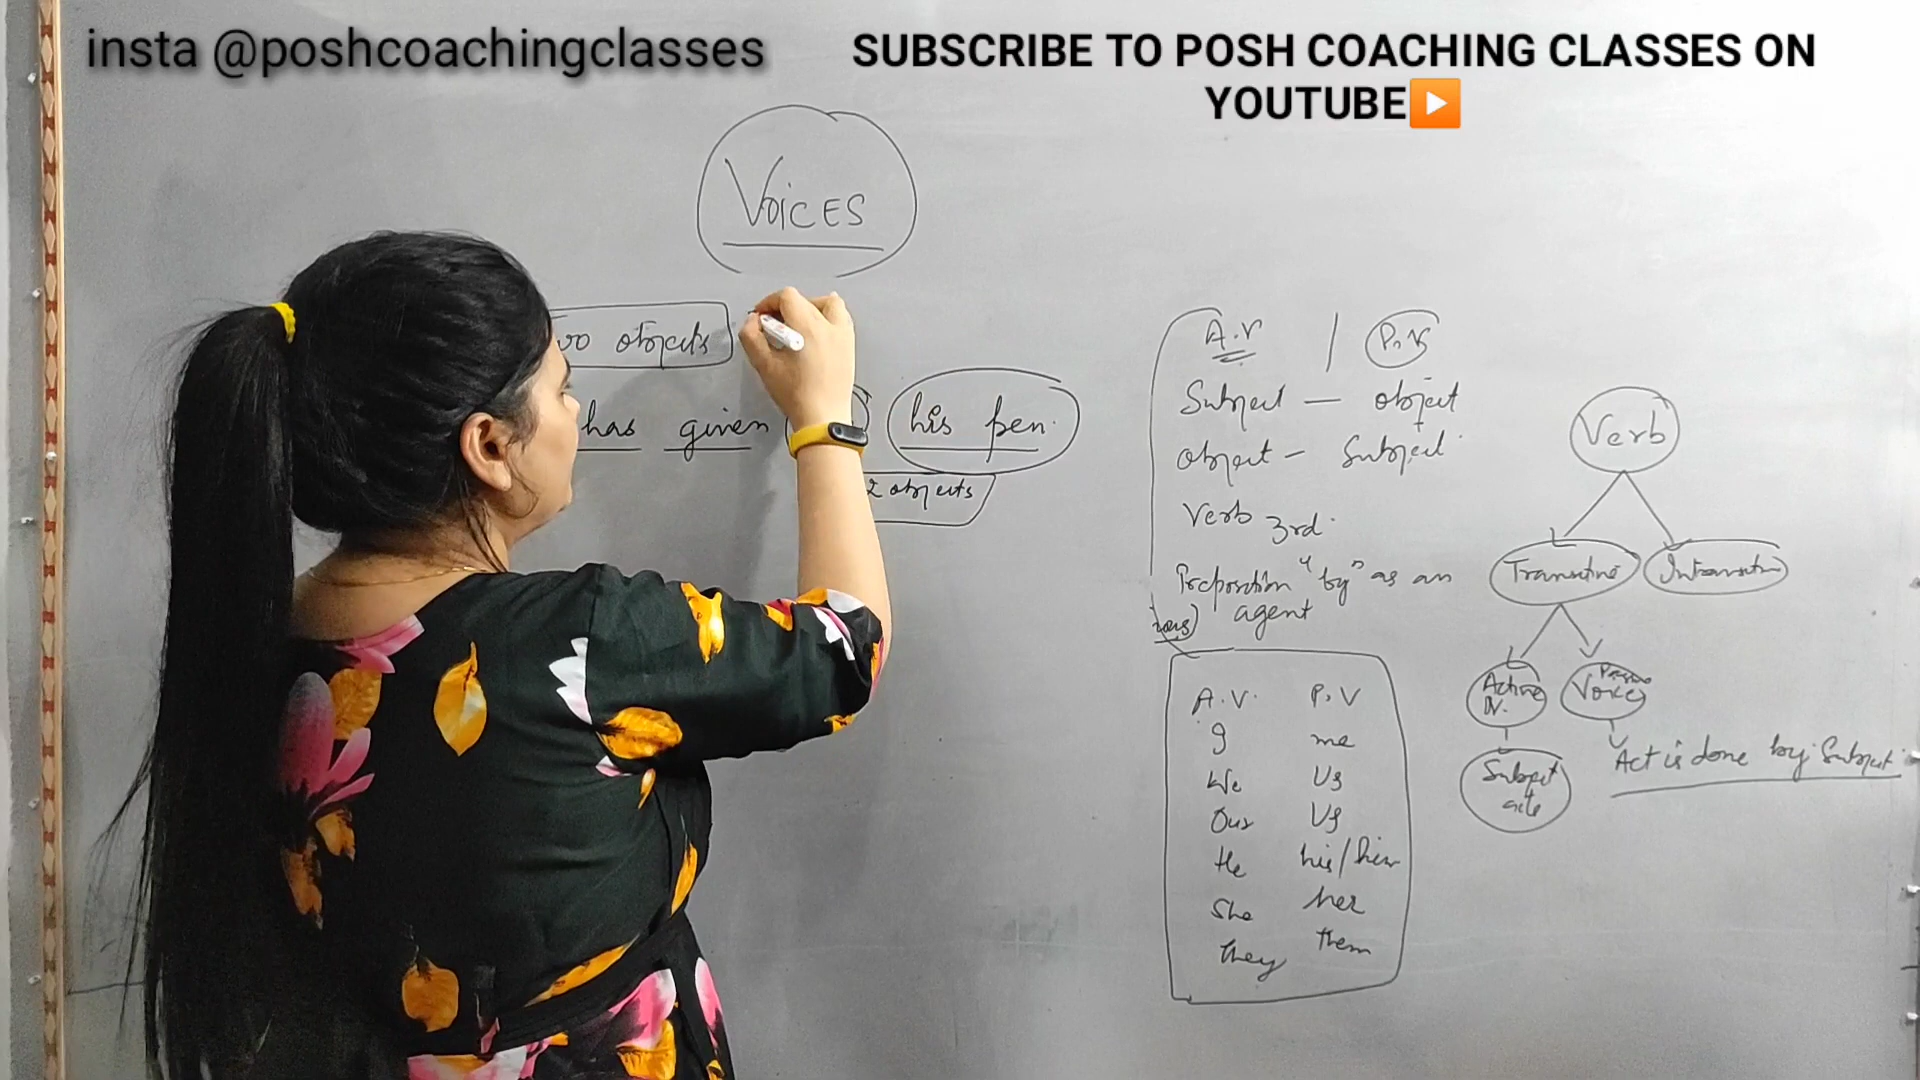 insta @poshcoachingclasses
SUBSCRIBE TO POSH COACHING CLASSES ON
YOUTUBE
VOICES
objects
has given his pen.
2 objects
A.V / P.V
Subject - object
object - Subject
Verb 3rd.
Preposition "by" as an
agent
A.V. P.V
I me
We Us
Our Us
He his/him
She her
they them
Verb
Transitive Intransitive
Active V. Passive Voice
Subject
acts
Act is done by Subject